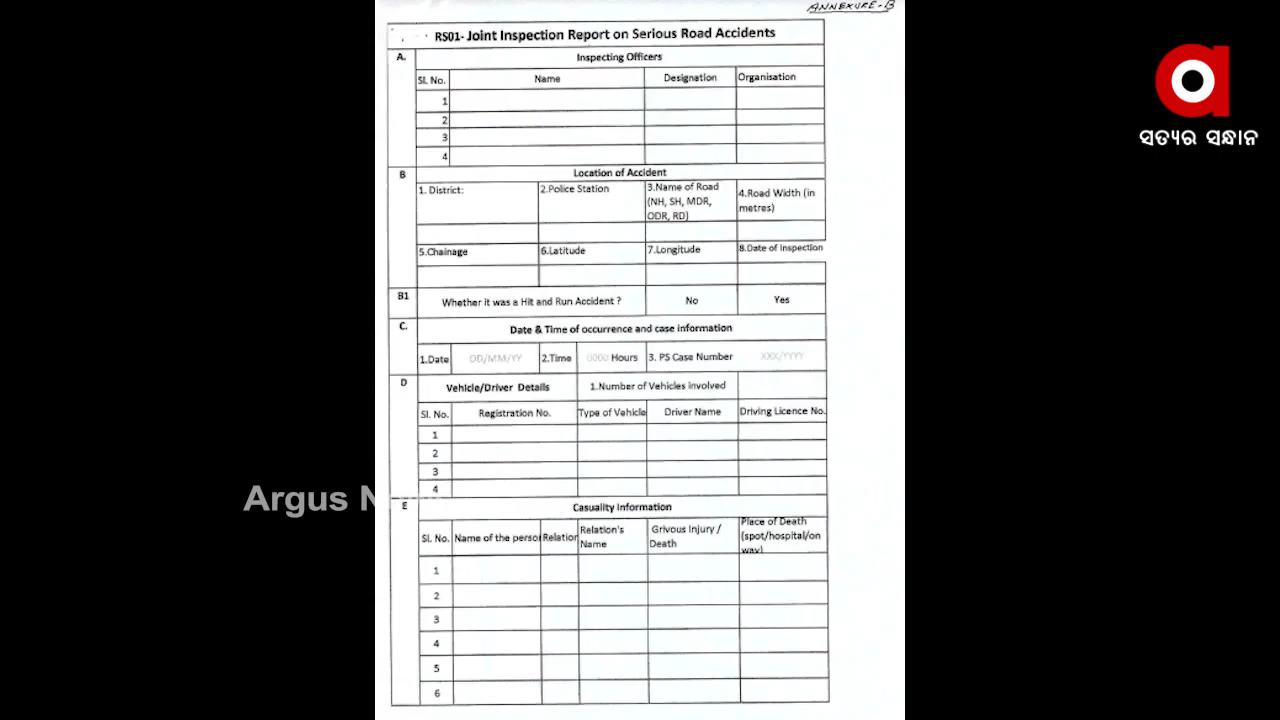 ANNEXURE-B
RS01- Joint Inspection Report on Serious Road Accidents
A. Inspecting Officers
Sl. No. Name Designation Organisation
1
2
3
4
B Location of Accident
1. District: 2.Police Station 3.Name of Road (NH, SH, MDR, ODR, RD) 4.Road Width (in metres)
5.Chainage 6.Latitude 7.Longitude 8.Date of Inspection
B1 Whether it was a Hit and Run Accident ? No Yes
C. Date & Time of occurrence and case information
1.Date DD/MM/YY 2.Time 0000 Hours 3. PS Case Number XXX/YYYY
D Vehicle/Driver Details 1.Number of Vehicles involved
Sl. No. Registration No. Type of Vehicle Driver Name Driving Licence No.
1
2
3
4
E Casuality Information
Sl. No. Name of the person Relation Relation's Name Grivous Injury / Death Place of Death (spot/hospital/on way)
1
2
3
4
5
6
ସତ୍ୟର ସନ୍ଧାନ
Argus